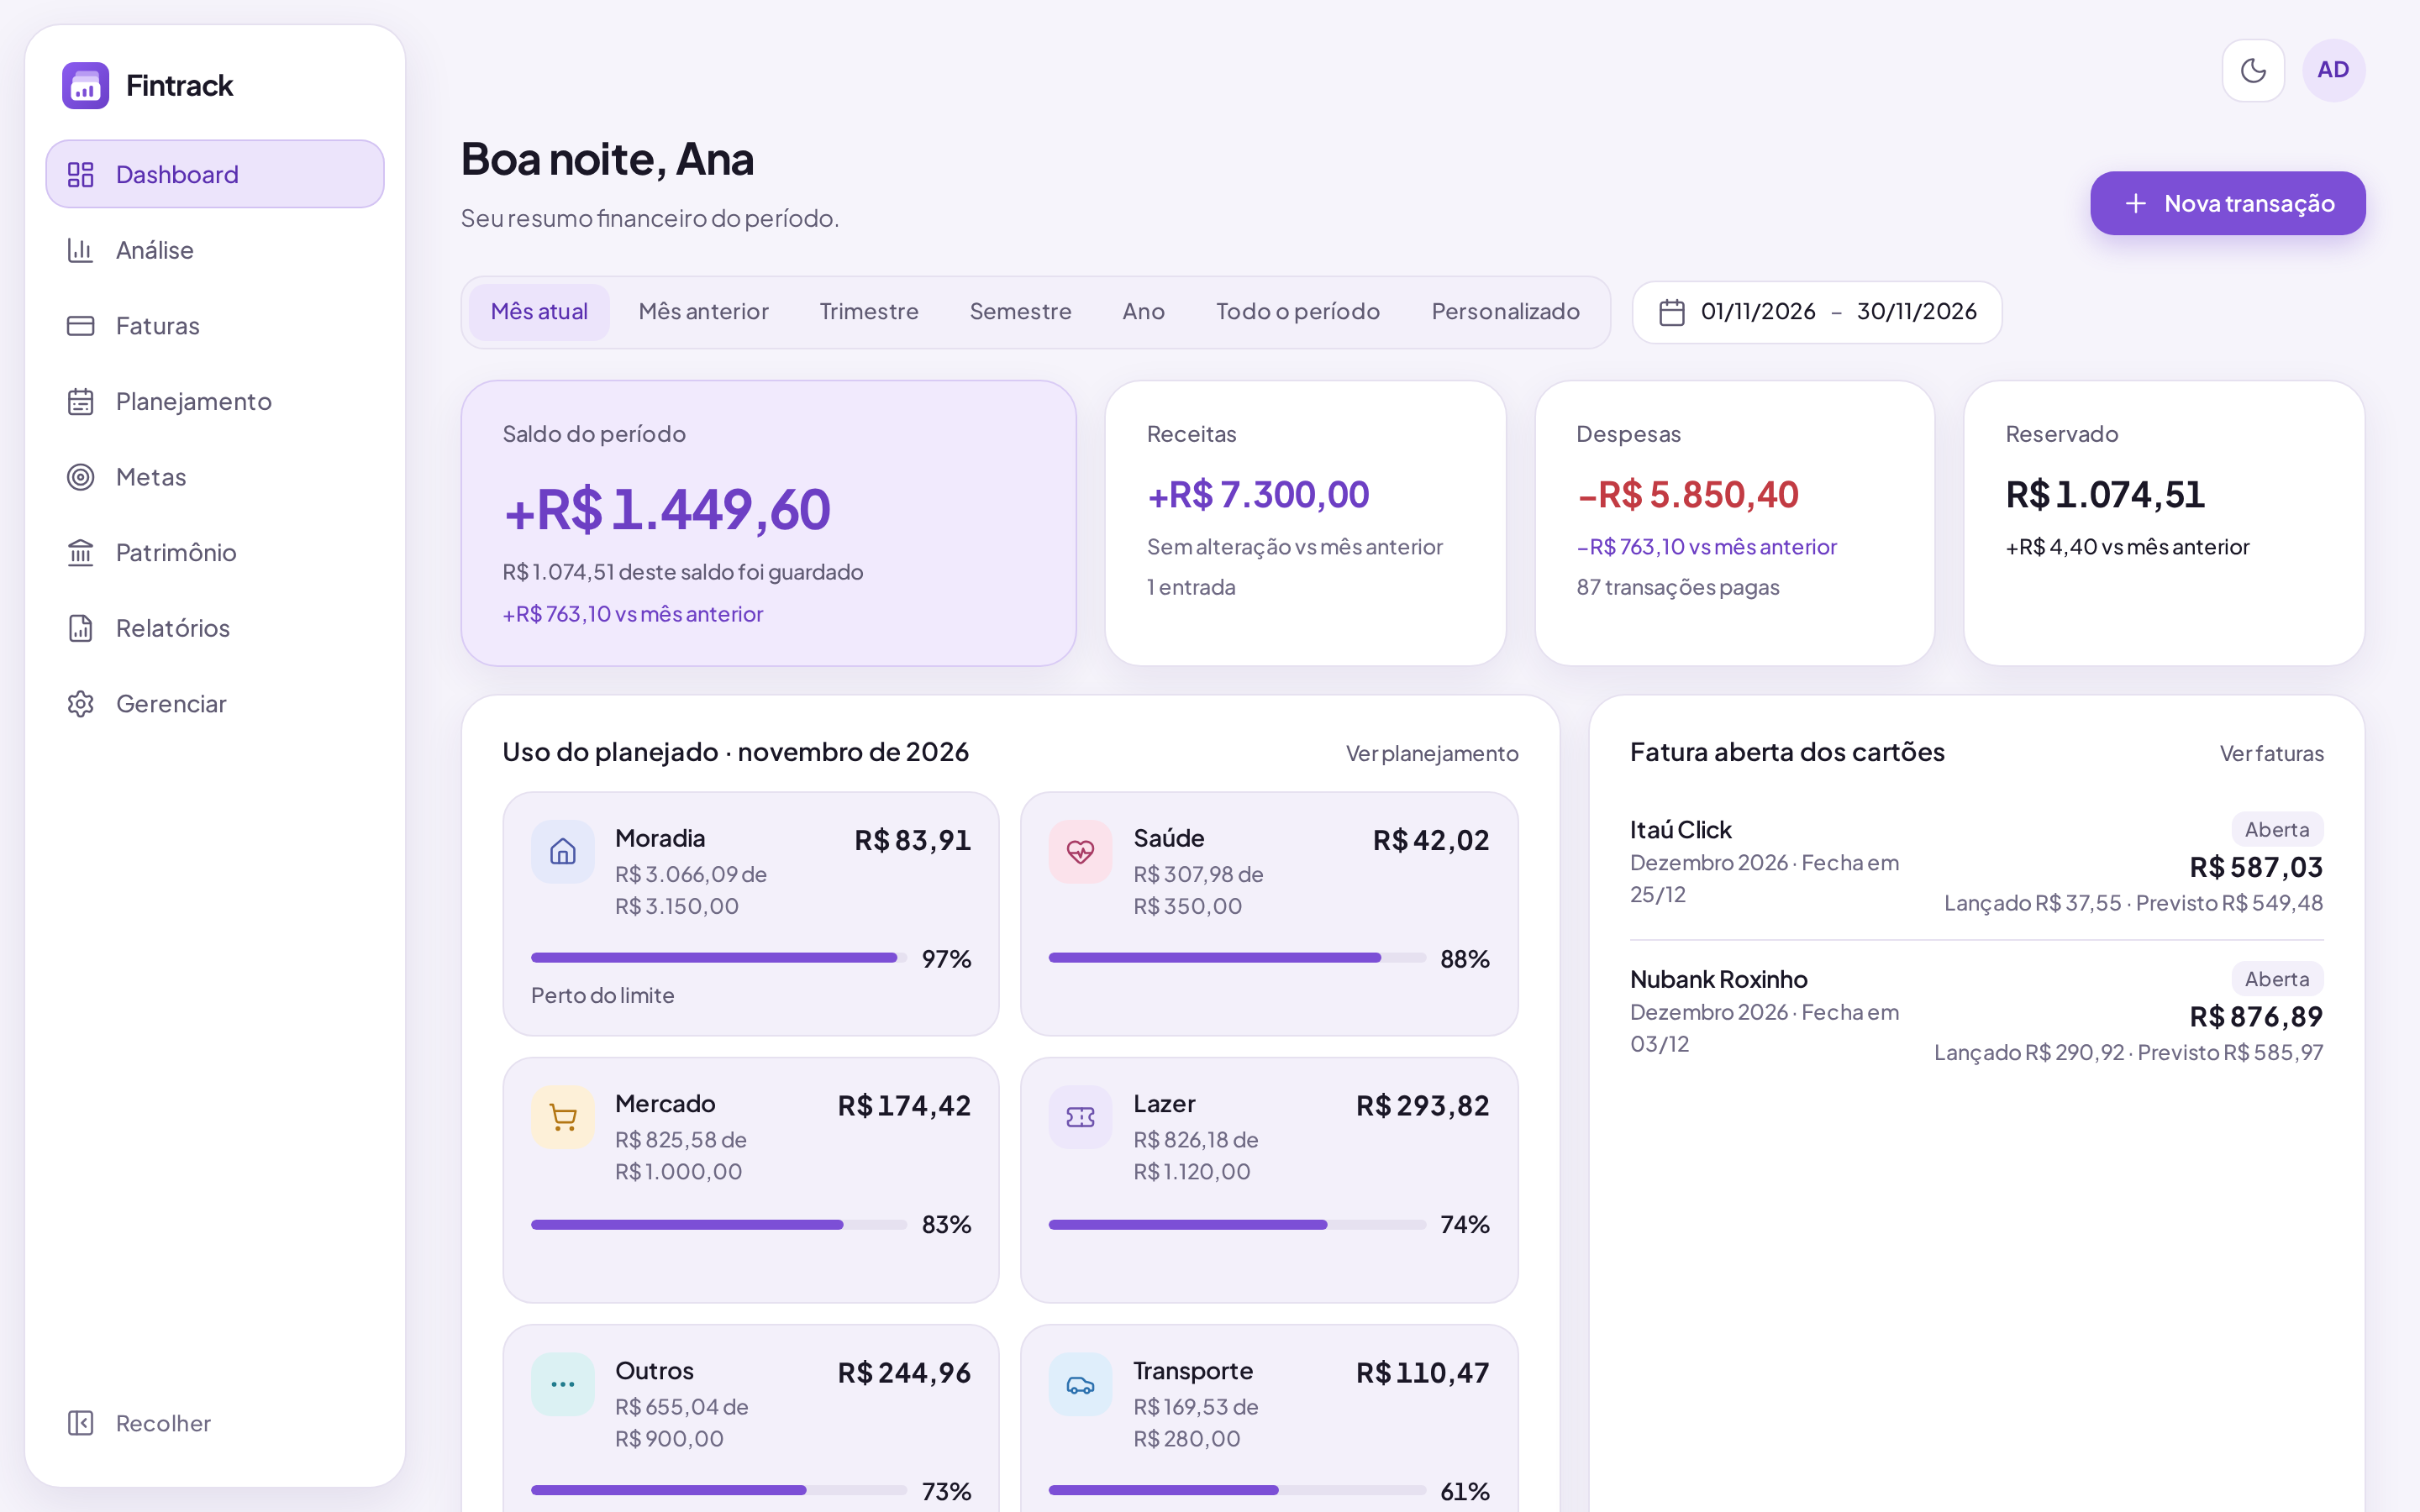 Fintrack
Dashboard
Análise
Faturas
Planejamento
Metas
Patrimônio
Relatórios
Gerenciar
Recolher
AD
Boa noite, Ana
Seu resumo financeiro do período.
Nova transação
Mês atual
Mês anterior
Trimestre
Semestre
Ano
Todo o período
Personalizado
01/11/2026 – 30/11/2026
Saldo do período
+R$ 1.449,60
R$ 1.074,51 deste saldo foi guardado
+R$ 763,10 vs mês anterior
Receitas
+R$ 7.300,00
Sem alteração vs mês anterior
1 entrada
Despesas
–R$ 5.850,40
–R$ 763,10 vs mês anterior
87 transações pagas
Reservado
R$ 1.074,51
+R$ 4,40 vs mês anterior
Uso do planejado · novembro de 2026
Ver planejamento
Moradia
R$ 83,91
R$ 3.066,09 de
R$ 3.150,00
97%
Perto do limite
Saúde
R$ 42,02
R$ 307,98 de
R$ 350,00
88%
Mercado
R$ 174,42
R$ 825,58 de
R$ 1.000,00
83%
Lazer
R$ 293,82
R$ 826,18 de
R$ 1.120,00
74%
Outros
R$ 244,96
R$ 655,04 de
R$ 900,00
73%
Transporte
R$ 110,47
R$ 169,53 de
R$ 280,00
61%
Fatura aberta dos cartões
Ver faturas
Itaú Click
Aberta
Dezembro 2026 · Fecha em
25/12
R$ 587,03
Lançado R$ 37,55 · Previsto R$ 549,48
Nubank Roxinho
Aberta
Dezembro 2026 · Fecha em
03/12
R$ 876,89
Lançado R$ 290,92 · Previsto R$ 585,97